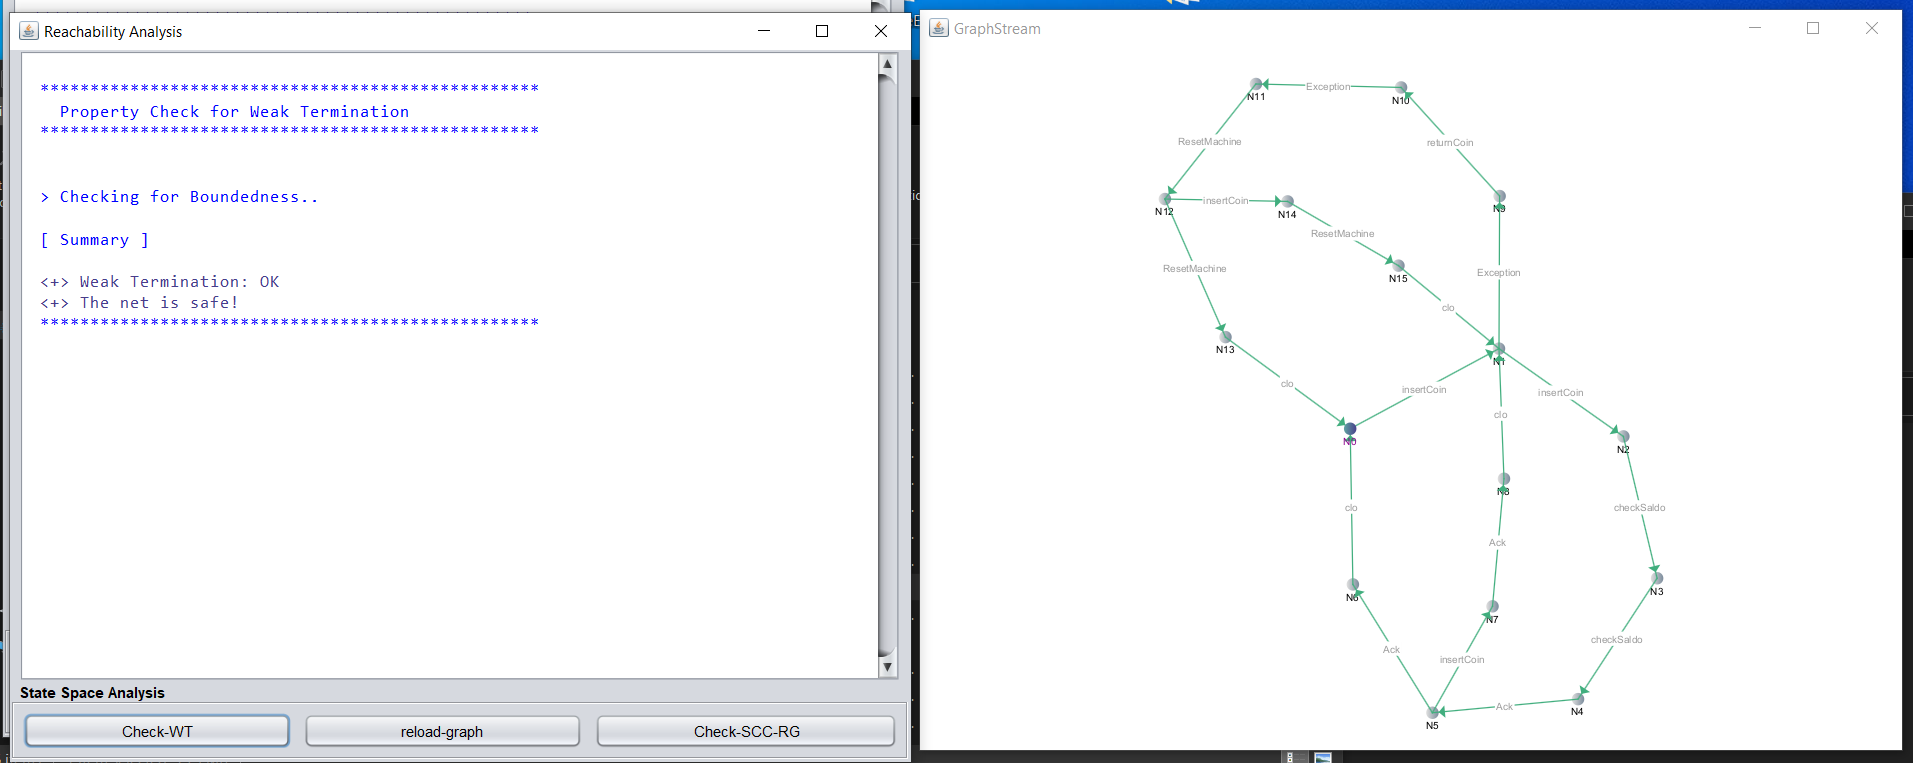 Reachability Analysis
**************************************************
Property Check for Weak Termination
**************************************************
> Checking for Boundedness..
[ Summary ]
<+> Weak Termination: OK
<+> The net is safe!
**************************************************
State Space Analysis
Check-WT
reload-graph
Check-SCC-RG
GraphStream
N11
Exception
N10
ResetMachine
returnCoin
N12
insertCoin
N14
N9
ResetMachine
ResetMachine
Exception
N15
clo
N13
N1
clo
insertCoin
insertCoin
clo
N0
N2
clo
N8
checkSaldo
Ack
N6
N7
N3
Ack
insertCoin
checkSaldo
N5
Ack
N4